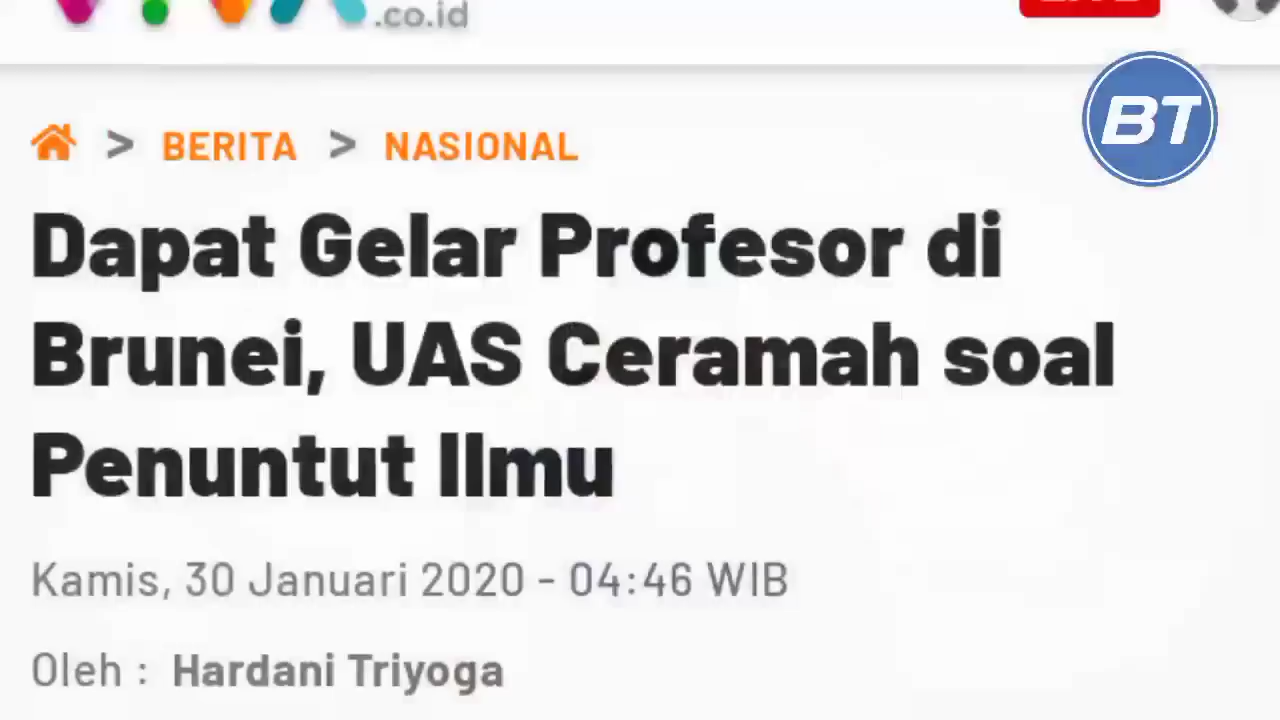 .co.id
BT
> BERITA > NASIONAL
Dapat Gelar Profesor di
Brunei, UAS Ceramah soal
Penuntut Ilmu
Kamis, 30 Januari 2020 - 04:46 WIB
Oleh : Hardani Triyoga